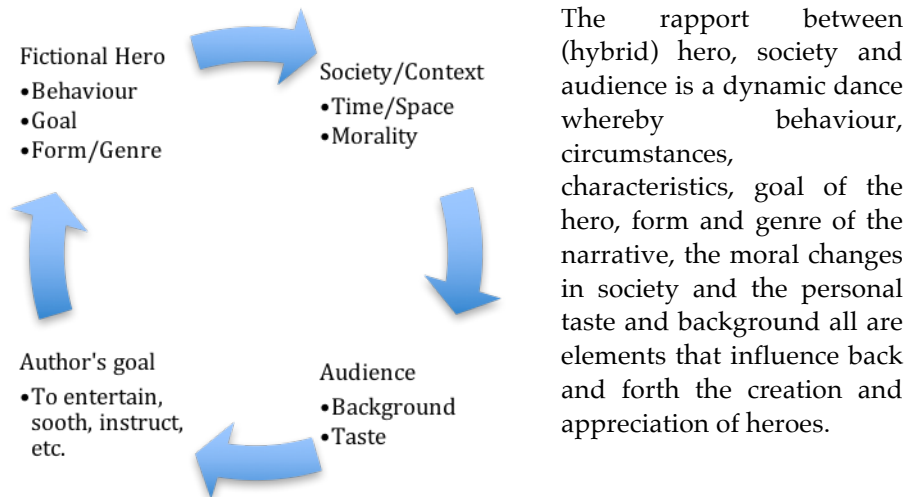 Fictional Hero
•Behaviour
•Goal
•Form/Genre
Society/Context
•Time/Space
•Morality
Audience
•Background
•Taste
Author's goal
•To entertain,
sooth, instruct,
etc.
The rapport between
(hybrid) hero, society and
audience is a dynamic dance
whereby behaviour,
circumstances,
characteristics, goal of the
hero, form and genre of the
narrative, the moral changes
in society and the personal
taste and background all are
elements that influence back
and forth the creation and
appreciation of heroes.